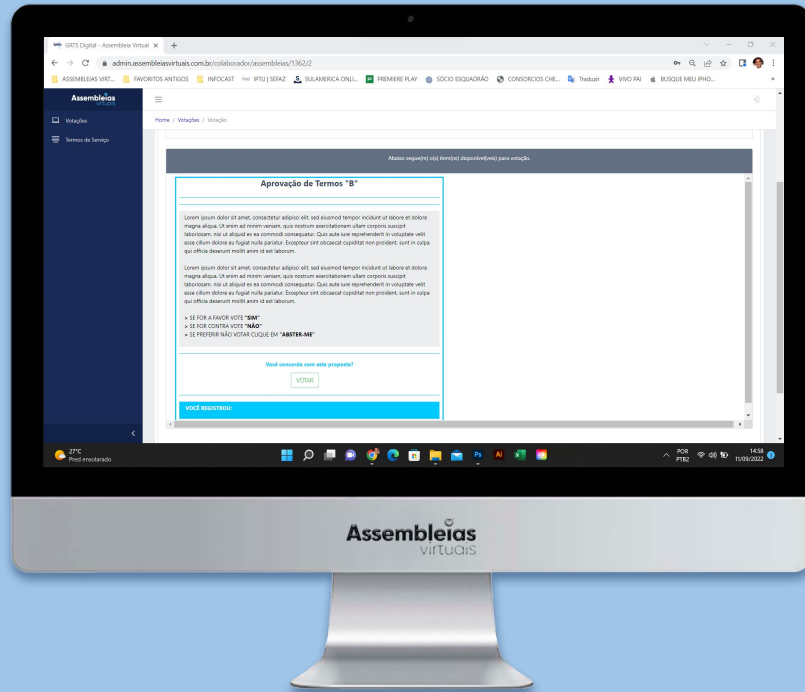 GRTS Digital - Assembleia Virtual
admin.assembleiasvirtuais.com.br/colaborador/assembleias/1362/2
ASSEMBLEIAS VIRT... FAVORITOS ANTIGOS INFOCAST IPTU | SEFAZ SULAMERICA ONLI... PREMIERE PLAY SÓCIO ESQUADRÃO CONSORCIOS CHE... Traduzir VIVO PAI BUSQUE MEU IPHO...
Assembleias
virtuais
Votações
Termos de Serviço
Home / Votações / Votação
Abaixo segue(m) o(s) item(ns) disponível(veis) para votação.
Aprovação de Termos "B"
Lorem ipsum dolor sit amet, consectetur adipisci elit, sed eiusmod tempor incidunt ut labore et dolore
magna aliqua. Ut enim ad minim veniam, quis nostrum exercitationem ullam corporis suscipit
laboriosam, nisi ut aliquid ex ea commodi consequatur. Quis aute iure reprehenderit in voluptate velit
esse cillum dolore eu fugiat nulla pariatur. Excepteur sint obcaecat cupiditat non proident, sunt in culpa
qui officia deserunt mollit anim id est laborum.
Lorem ipsum dolor sit amet, consectetur adipisci elit, sed eiusmod tempor incidunt ut labore et dolore
magna aliqua. Ut enim ad minim veniam, quis nostrum exercitationem ullam corporis suscipit
laboriosam, nisi ut aliquid ex ea commodi consequatur. Quis aute iure reprehenderit in voluptate velit
esse cillum dolore eu fugiat nulla pariatur. Excepteur sint obcaecat cupiditat non proident, sunt in culpa
qui officia deserunt mollit anim id est laborum.
> SE FOR A FAVOR VOTE "SIM"
> SE FOR CONTRA VOTE "NÃO"
> SE PREFERIR NÃO VOTAR CLIQUE EM "ABSTER-ME"
Você concorda com esta proposta?
VOTAR
VOCÊ REGISTROU:
27°C
Pred ensolarado
Ps
Ai
POR
PTB2
14:58
11/09/2022
Assembleias
virtuais